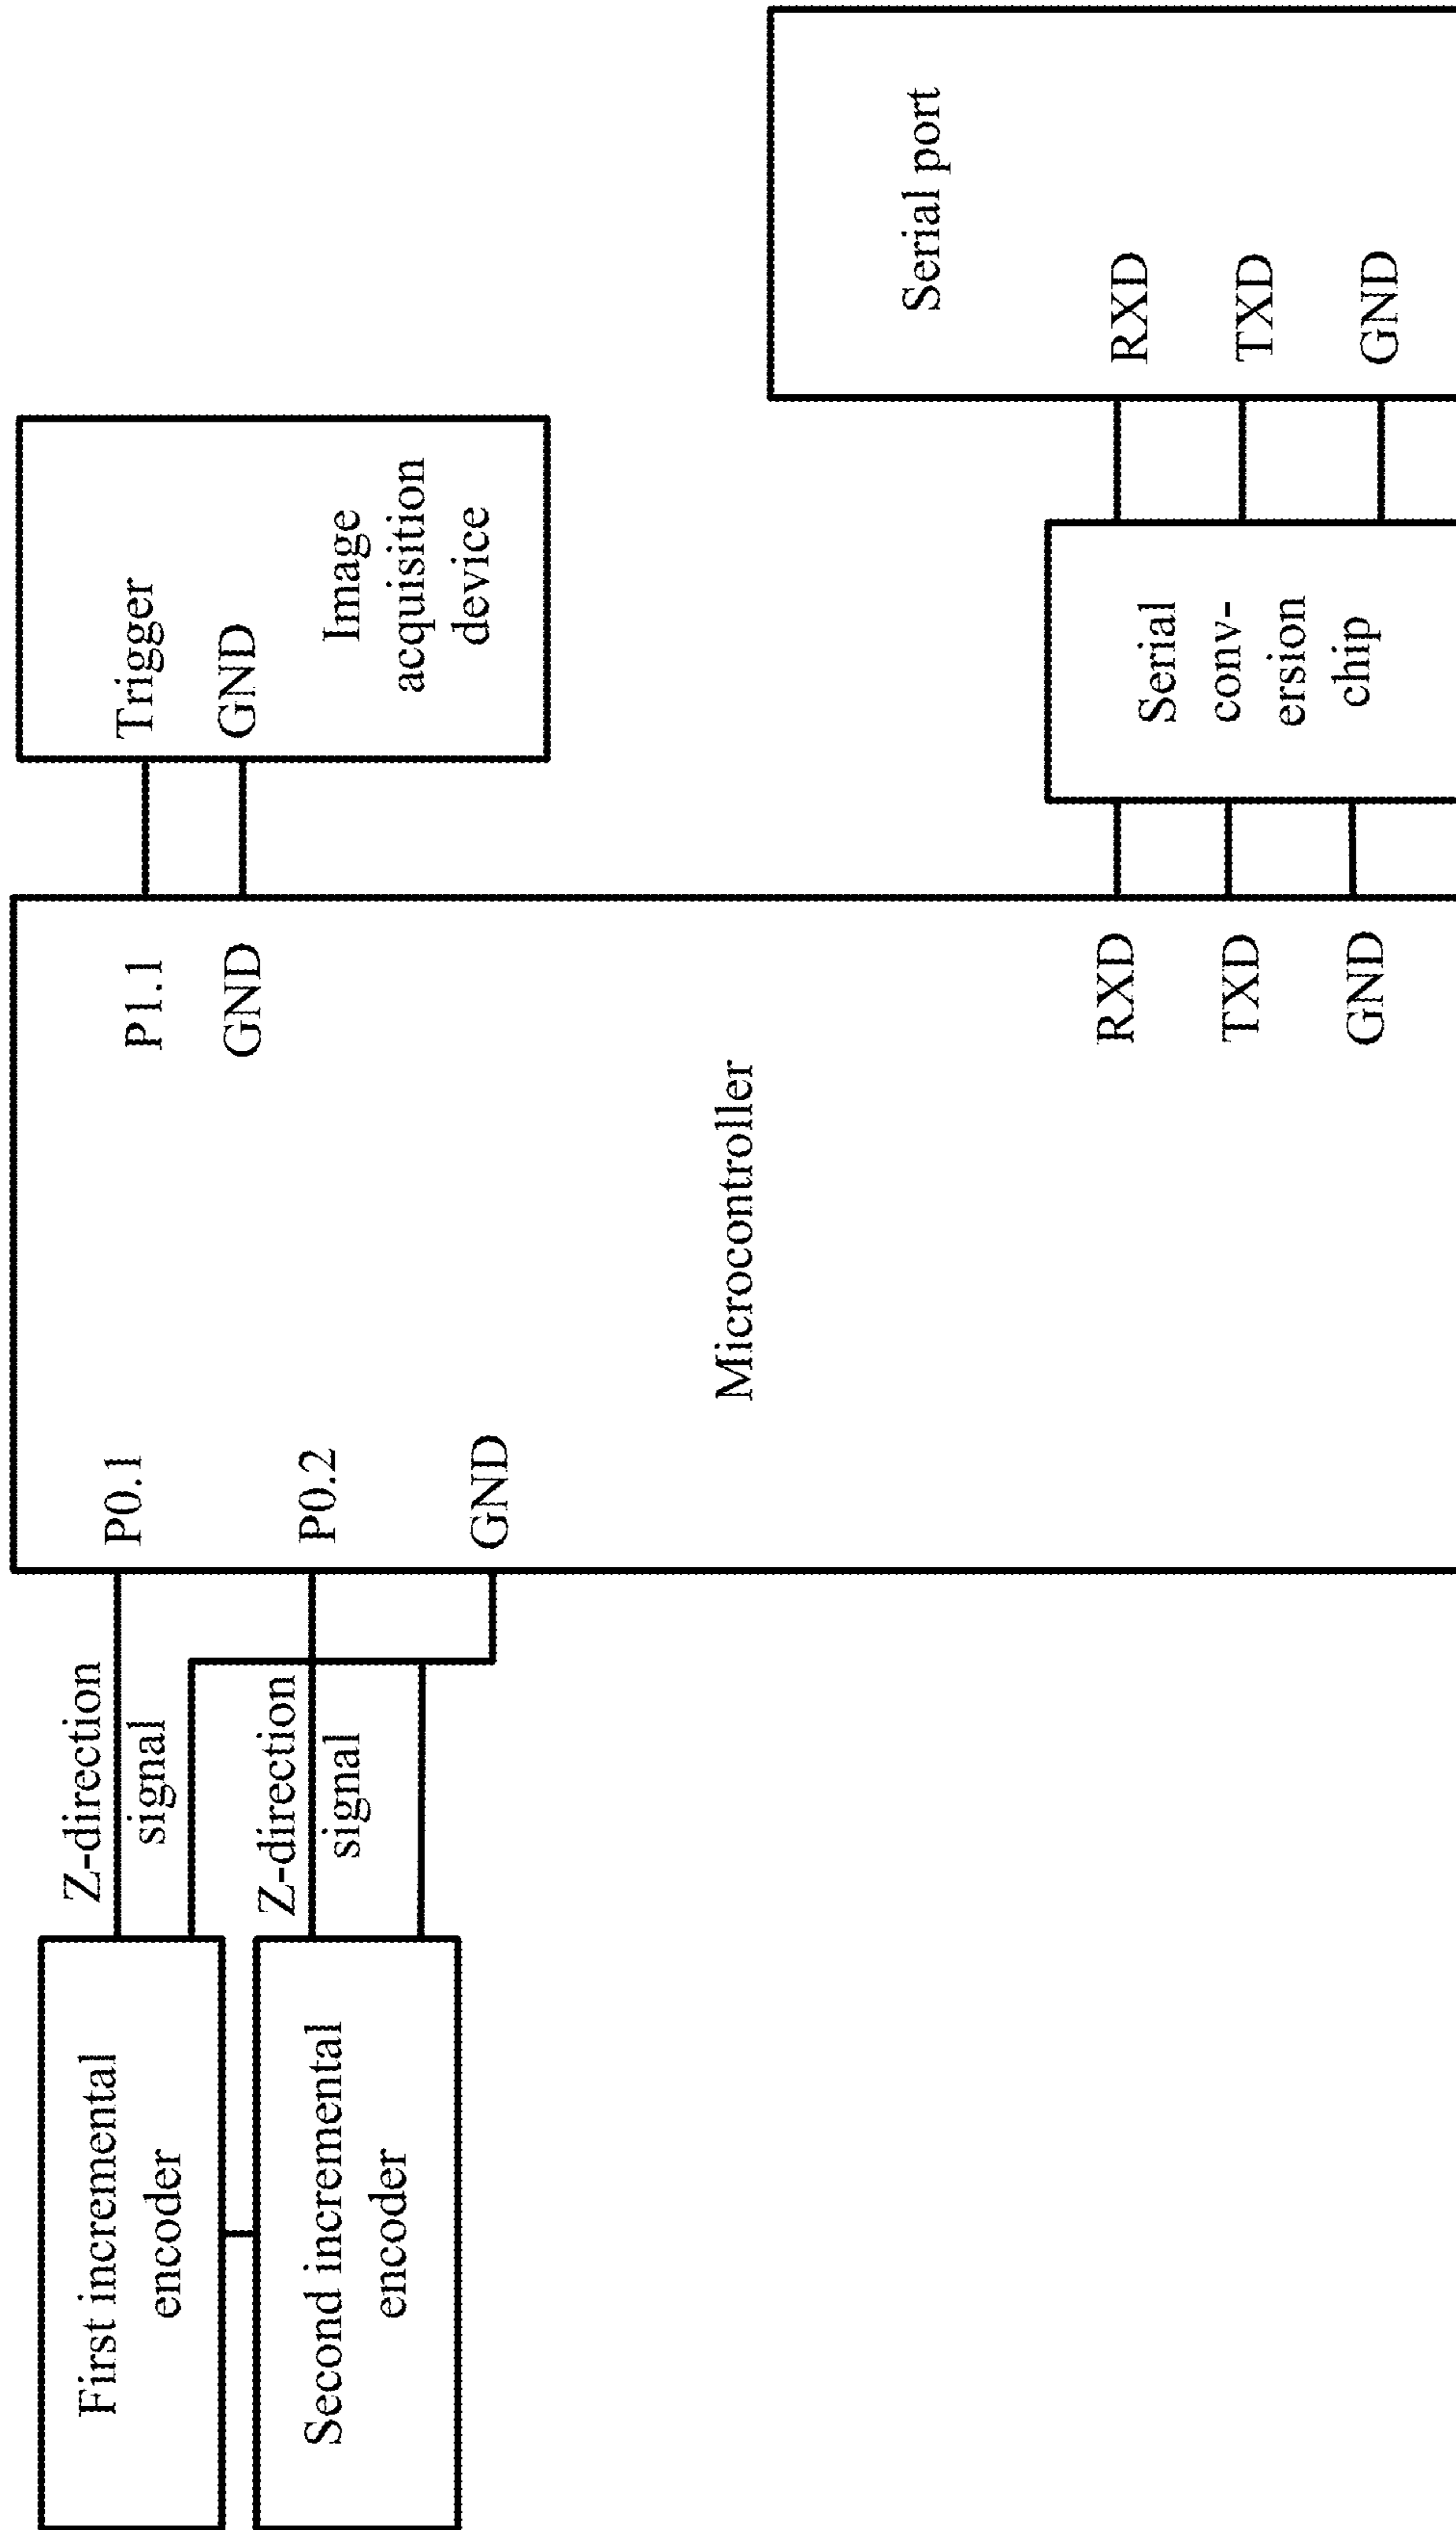 First incremental
encoder
Second incremental
encoder
Z-direction
signal
Z-direction
signal
P0.1
P0.2
GND
Microcontroller
P1.1
GND
RXD
TXD
GND
Trigger
GND
Image
acquisition
device
Serial
conv-
ersion
chip
Serial port
RXD
TXD
GND